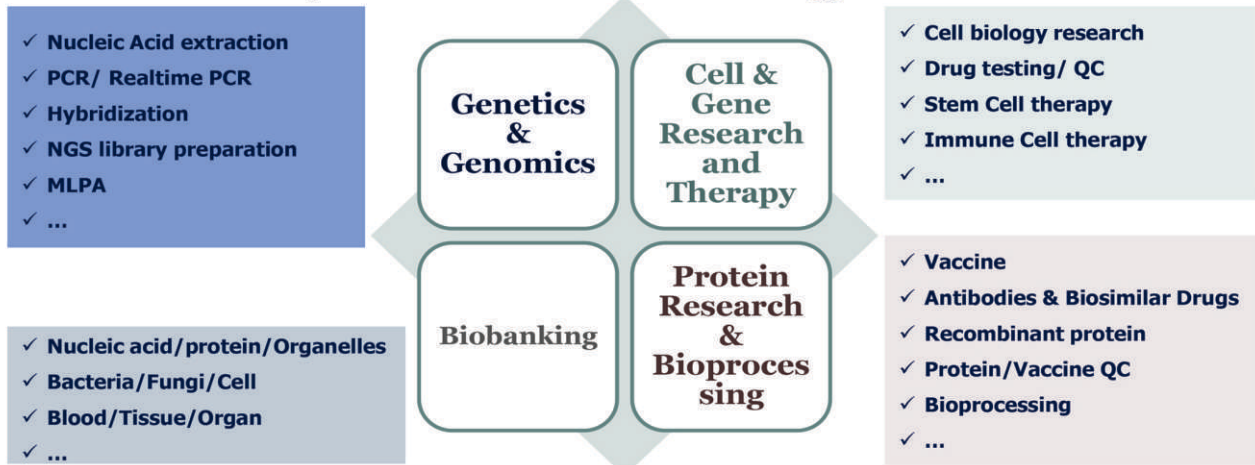 ✓ Nucleic Acid extraction
✓ PCR/ Realtime PCR
✓ Hybridization
✓ NGS library preparation
✓ MLPA
✓ ...
Genetics
&
Genomics
Cell &
Gene
Research
and
Therapy
✓ Cell biology research
✓ Drug testing/ QC
✓ Stem Cell therapy
✓ Immune Cell therapy
✓ ...
✓ Nucleic acid/protein/Organelles
✓ Bacteria/Fungi/Cell
✓ Blood/Tissue/Organ
✓ ...
Biobanking
Protein
Research
&
Bioproces
sing
✓ Vaccine
✓ Antibodies & Biosimilar Drugs
✓ Recombinant protein
✓ Protein/Vaccine QC
✓ Bioprocessing
✓ ...